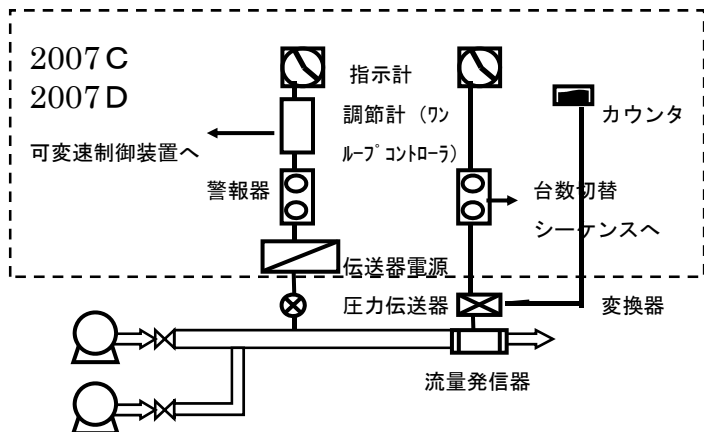 2007C
2007D
指示計
調節計（ワン
ループコントローラ）
カウンタ
可変速制御装置へ
警報器
台数切替
シーケンスへ
伝送器電源
圧力伝送器
変換器
流量発信器